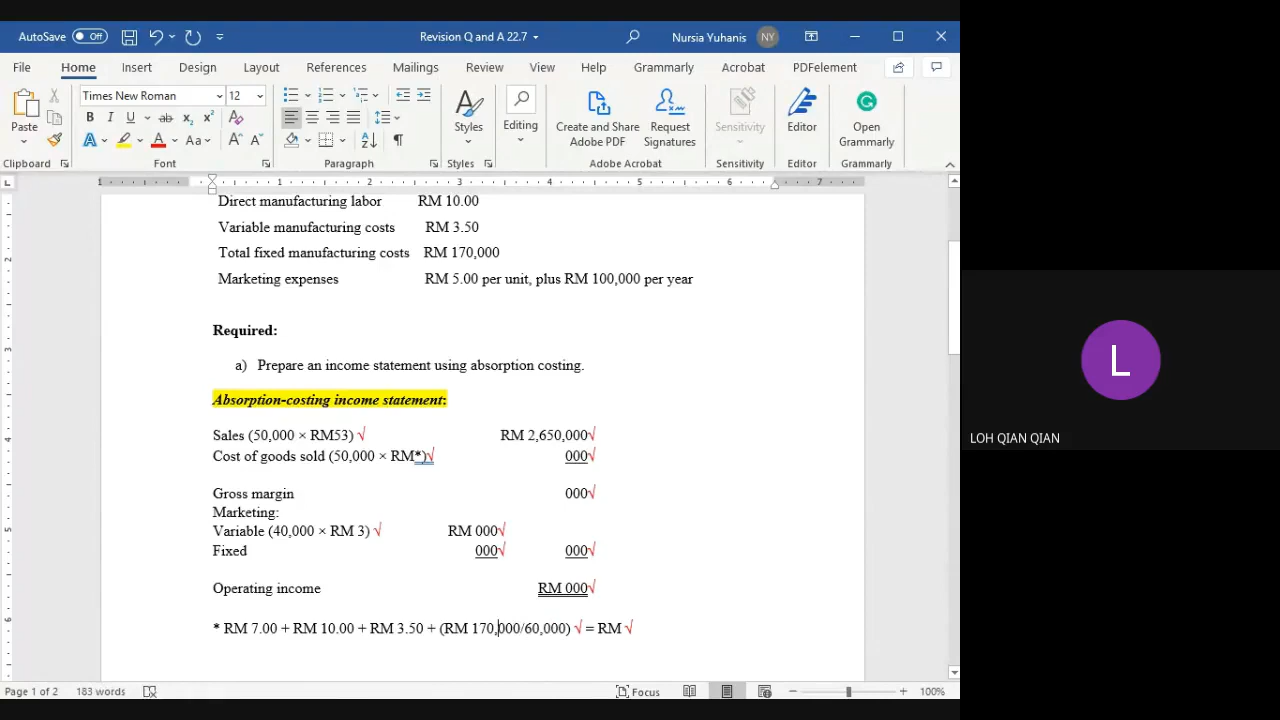 AutoSave Off
Revision Q and A 22.7
Nursia Yuhanis NY
File Home Insert Design Layout References Mailings Review View Help Grammarly Acrobat PDFelement
Times New Roman 12
Paste
Styles
Editing
Create and Share Adobe PDF
Request Signatures
Sensitivity
Editor
Open Grammarly
Clipboard Font Paragraph Styles Adobe Acrobat Sensitivity Editor Grammarly
1 1 2 3 4 5 6 7
Direct manufacturing labor RM 10.00
Variable manufacturing costs RM 3.50
Total fixed manufacturing costs RM 170,000
Marketing expenses RM 5.00 per unit, plus RM 100,000 per year
Required:
a) Prepare an income statement using absorption costing.
Absorption-costing income statement:
Sales (50,000 × RM53) √ RM 2,650,000√
Cost of goods sold (50,000 × RM*)√ 000√
Gross margin 000√
Marketing:
Variable (40,000 × RM 3) √ RM 000√
Fixed 000√ 000√
Operating income RM 000√
* RM 7.00 + RM 10.00 + RM 3.50 + (RM 170,000/60,000) √ = RM √
Page 1 of 2 183 words Focus 100%
L
LOH QIAN QIAN